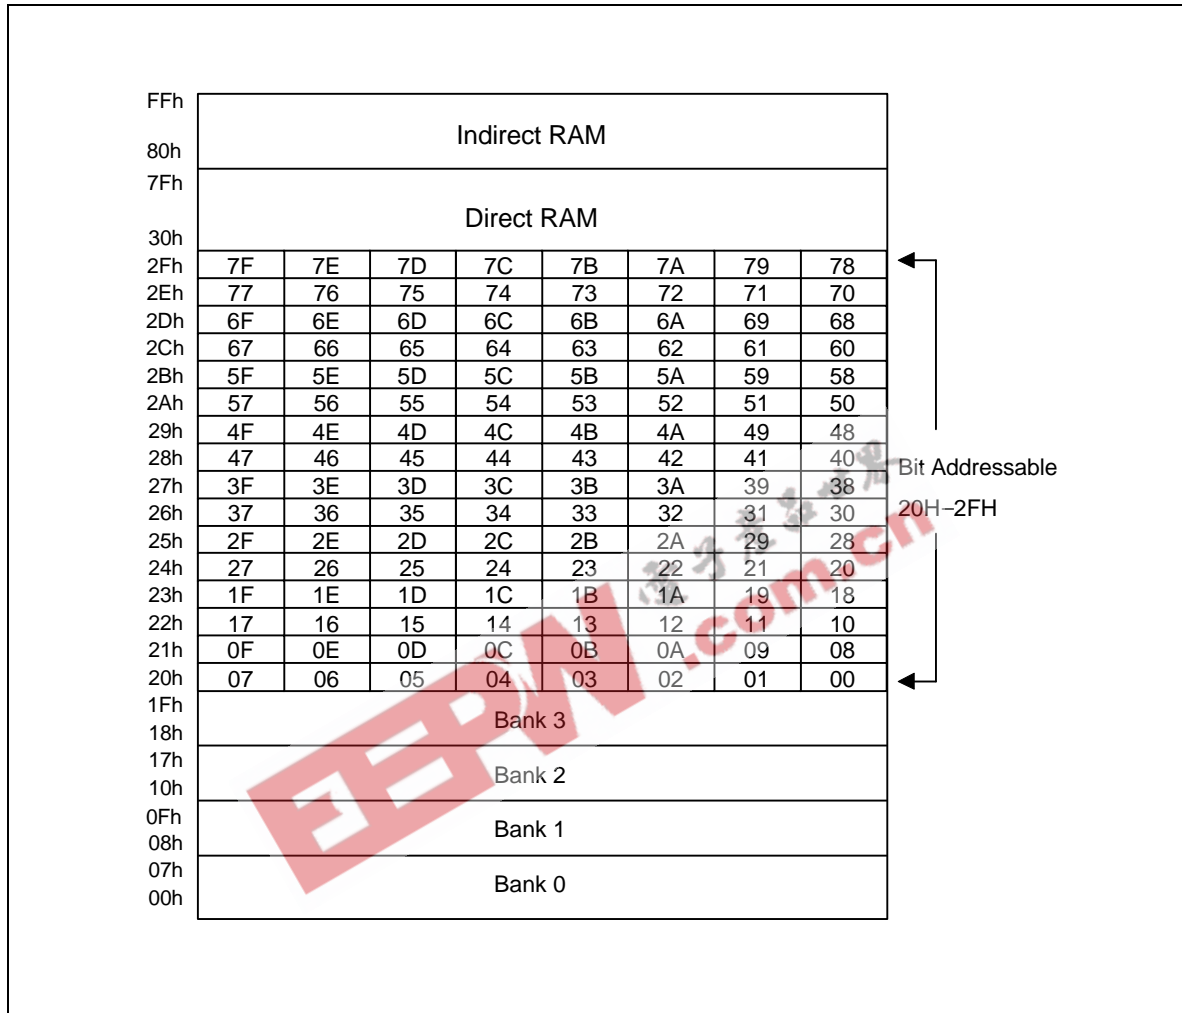 FFh
Indirect RAM
80h
7Fh
Direct RAM
30h
2Fh 7F 7E 7D 7C 7B 7A 79 78
2Eh 77 76 75 74 73 72 71 70
2Dh 6F 6E 6D 6C 6B 6A 69 68
2Ch 67 66 65 64 63 62 61 60
2Bh 5F 5E 5D 5C 5B 5A 59 58
2Ah 57 56 55 54 53 52 51 50
29h 4F 4E 4D 4C 4B 4A 49 48
28h 47 46 45 44 43 42 41 40
Bit Addressable
27h 3F 3E 3D 3C 3B 3A 39 38
26h 37 36 35 34 33 32 31 30
20H–2FH
25h 2F 2E 2D 2C 2B 2A 29 28
24h 27 26 25 24 23 22 21 20
23h 1F 1E 1D 1C 1B 1A 19 18
22h 17 16 15 14 13 12 11 10
21h 0F 0E 0D 0C 0B 0A 09 08
20h 07 06 05 04 03 02 01 00
1Fh
Bank 3
18h
17h
Bank 2
10h
0Fh
Bank 1
08h
07h
Bank 0
00h
EEPW
電子產品世界
.com.cn